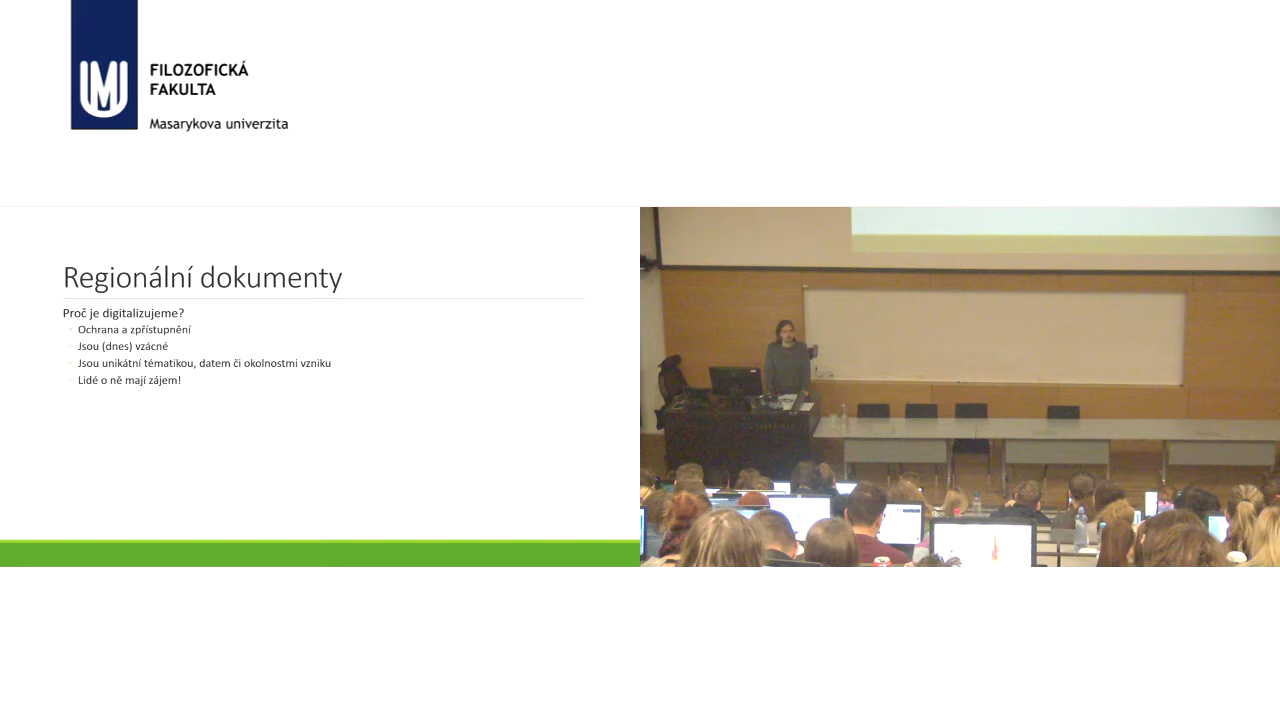 FILOZOFICKÁ
FAKULTA
Masarykova univerzita
Regionální dokumenty
Proč je digitalizujeme?
Ochrana a zpřístupnění
Jsou (dnes) vzácné
Jsou unikátní tématikou, datem či okolnostmi vzniku
Lidé o ně mají zájem!